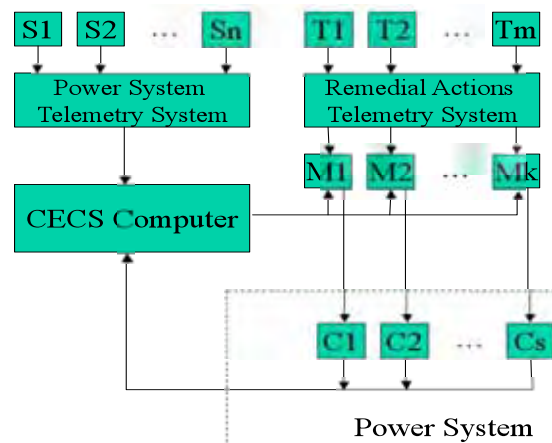 S1 S2 ... Sn T1 T2 ... Tm
Power System
Telemetry System
Remedial Actions
Telemetry System
M1 M2 ... Mk
CECS Computer
C1 C2 ... Cs
Power System